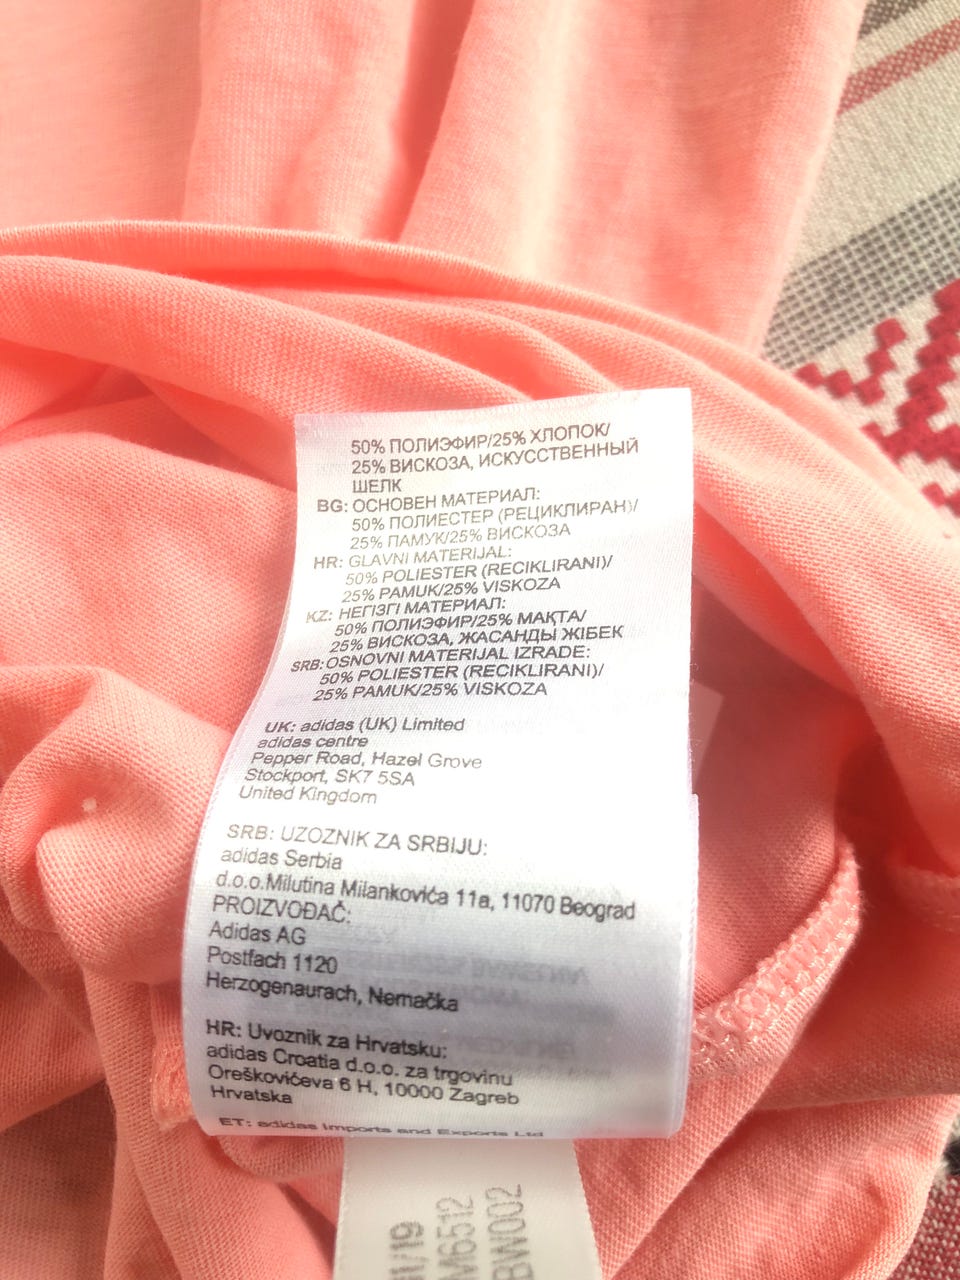 50% ПОЛИЭФИР/25% ХЛОПОК/
25% ВИСКОЗА, ИСКУССТВЕННЫЙ
ШЕЛК
BG: ОСНОВЕН МАТЕРИАЛ:
50% ПОЛИЕСТЕР (РЕЦИКЛИРАН)/
25% ПАМУК/25% ВИСКОЗА
HR: GLAVNI MATERIJAL:
50% POLIESTER (RECIKLIRANI)/
25% PAMUK/25% VISKOZA
KZ: НЕГІЗГІ МАТЕРИАЛ:
50% ПОЛИЭФИР/25% МАҚТА/
25% ВИСКОЗА, ЖАСАНДЫ ЖІБЕК
SRB: OSNOVNI MATERIJAL IZRADE:
50% POLIESTER (RECIKLIRANI)/
25% PAMUK/25% VISKOZA
UK: adidas (UK) Limited
adidas centre
Pepper Road, Hazel Grove
Stockport, SK7 5SA
United Kingdom
SRB: UZOZNIK ZA SRBIJU:
adidas Serbia
d.o.o.Milutina Milankovića 11a, 11070 Beograd
PROIZVOĐAČ:
Adidas AG
Postfach 1120
Herzogenaurach, Nemačka
HR: Uvoznik za Hrvatsku:
adidas Croatia d.o.o. za trgovinu
Oreškovićeva 6 H, 10000 Zagreb
Hrvatska
ET: adidas Imports and Exports Ltd
/19
M6512
BW002